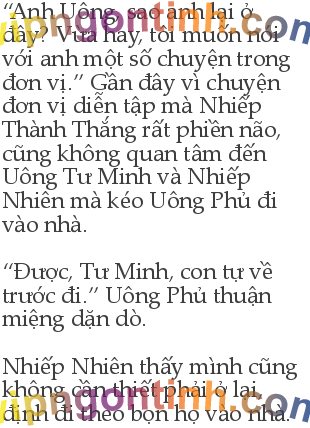 “Anh Uông, sao anh lại ở
đây? Vừa hay, tôi muốn nói
với anh một số chuyện trong
đơn vị.” Gần đây vì chuyện
đơn vị diễn tập mà Nhiếp
Thành Thắng rất phiền não,
cũng không quan tâm đến
Uông Tư Minh và Nhiếp
Nhiên mà kéo Uông Phủ đi
vào nhà.
“Được, Tư Minh, con tự về
trước đi.” Uông Phủ thuận
miệng dặn dò.
Nhiếp Nhiên thấy mình cũng
không cần thiết phải ở lại,
định đi theo bọn họ vào nhà.